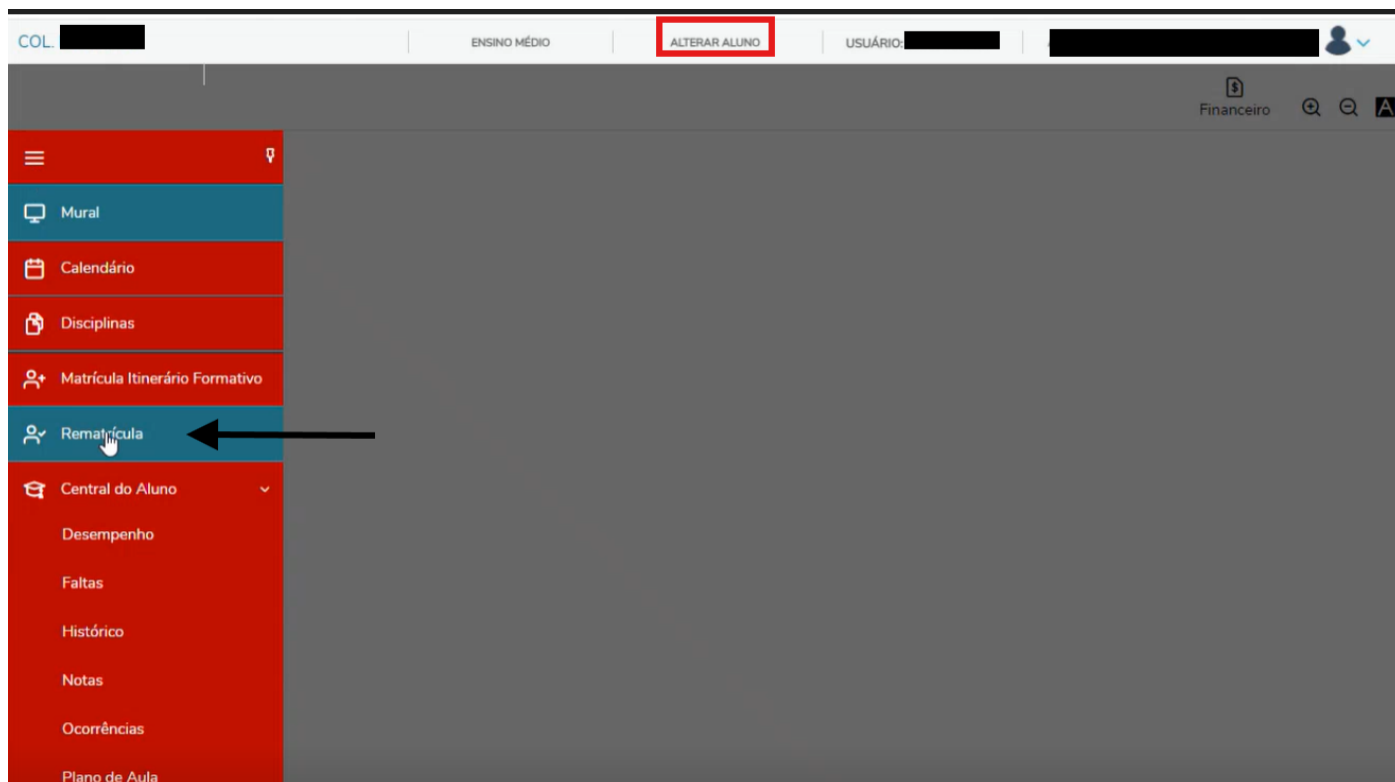 COL.
ENSINO MÉDIO
ALTERAR ALUNO
USUÁRIO:
Financeiro
A
Mural
Calendário
Disciplinas
Matrícula Itinerário Formativo
Rematrícula
Central do Aluno
Desempenho
Faltas
Histórico
Notas
Ocorrências
Plano de Aula